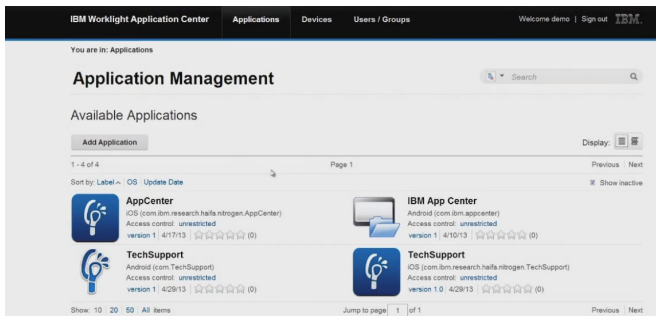 IBM Worklight Application Center Applications Devices Users / Groups Welcome demo | Sign out IBM.
You are in: Applications
Application Management
Search
Available Applications
Add Application Display:
1 - 4 of 4 Page 1 Previous Next
Sort by: Label OS Update Date Show inactive
AppCenter
iOS (com.ibm.research.haifa.nitrogen.AppCenter)
Access control: unrestricted
version 1 4/17/13 (0)
IBM App Center
Android (com.ibm.appcenter)
Access control: unrestricted
version 1 4/10/13 (0)
TechSupport
Android (com.TechSupport)
Access control: unrestricted
version 1 4/29/13 (0)
TechSupport
iOS (com.ibm.research.haifa.nitrogen.TechSupport)
Access control: unrestricted
version 1.0 4/29/13 (0)
Show: 10 20 50 All items Jump to page 1 of 1 Previous Next